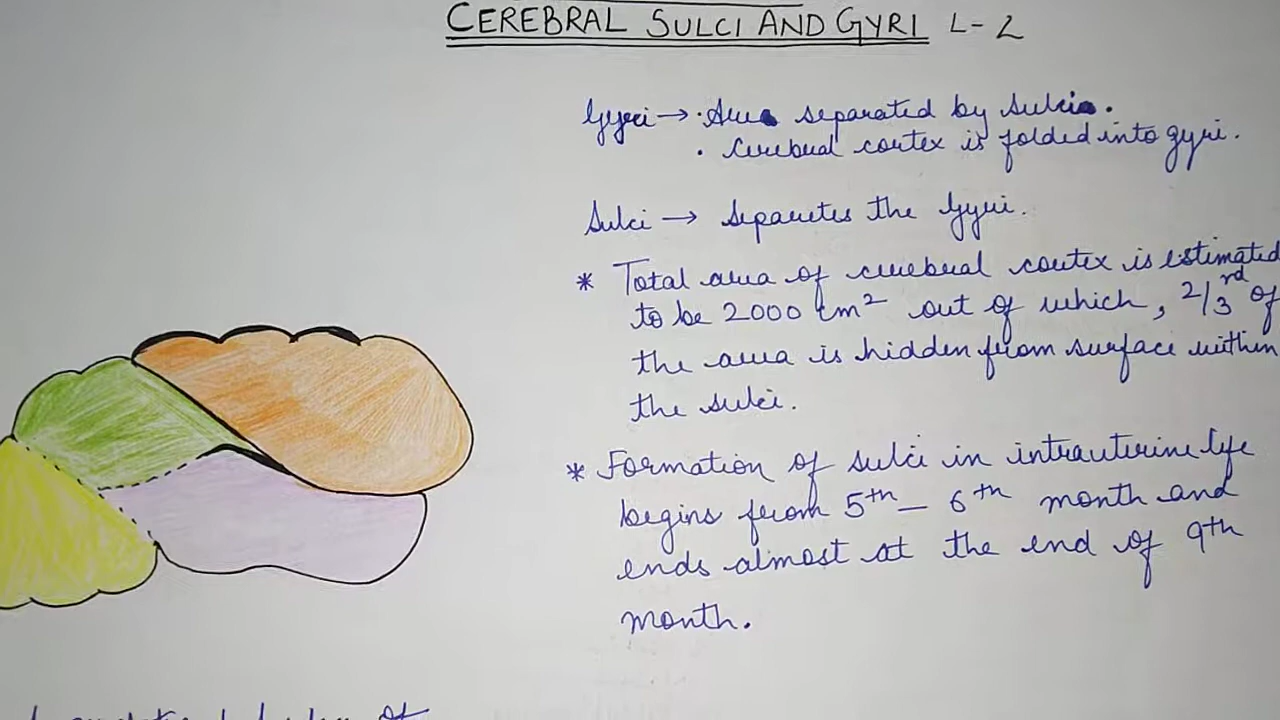 CEREBRAL SULCI AND GYRI L-2
Gyri → · Area separated by sulci.
· Cerebral cortex is folded into gyri.
Sulci → Separates the Gyri.
* Total area of cerebral cortex is estimated
to be 2000 cm² out of which, 2/3rd of
the area is hidden from surface within
the sulci.
* Formation of sulci in intrauterine life
begins from 5th – 6th month and
ends almost at the end of 9th
month.
of